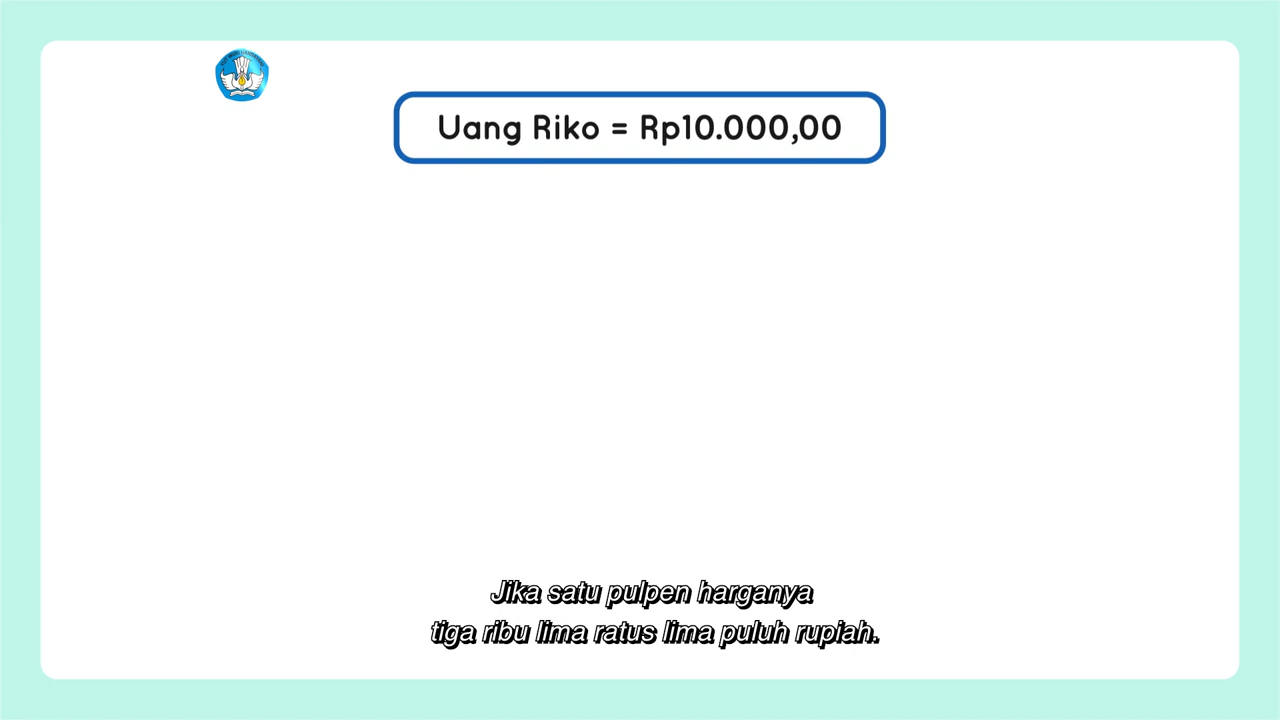 Uang Riko = Rp10.000,00
Jika satu pulpen harganya
tiga ribu lima ratus lima puluh rupiah.